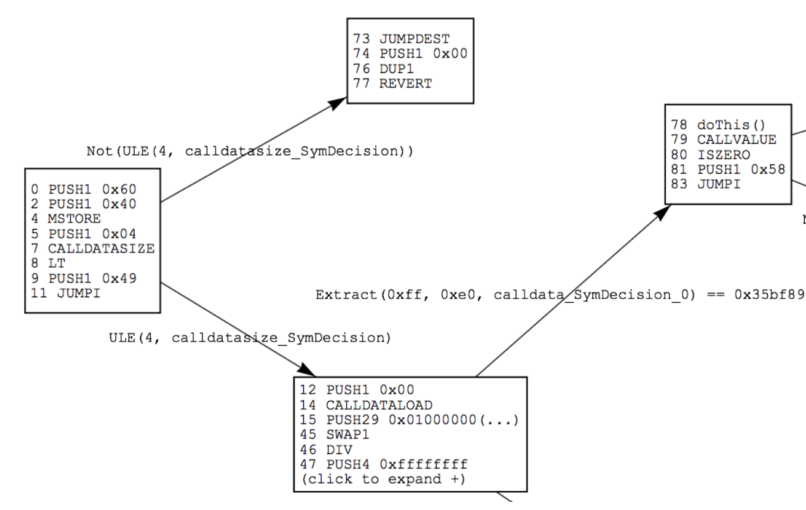 73 JUMPDEST
74 PUSH1 0x00
76 DUP1
77 REVERT
78 doThis()
79 CALLVALUE
80 ISZERO
81 PUSH1 0x58
83 JUMPI
Not(ULE(4, calldatasize_SymDecision))
0 PUSH1 0x60
2 PUSH1 0x40
4 MSTORE
5 PUSH1 0x04
7 CALLDATASIZE
8 LT
9 PUSH1 0x49
11 JUMPI
Extract(0xff, 0xe0, calldata_SymDecision_0) == 0x35bf89
ULE(4, calldatasize_SymDecision)
12 PUSH1 0x00
14 CALLDATALOAD
15 PUSH29 0x01000000(...)
45 SWAP1
46 DIV
47 PUSH4 0xffffffff
(click to expand +)